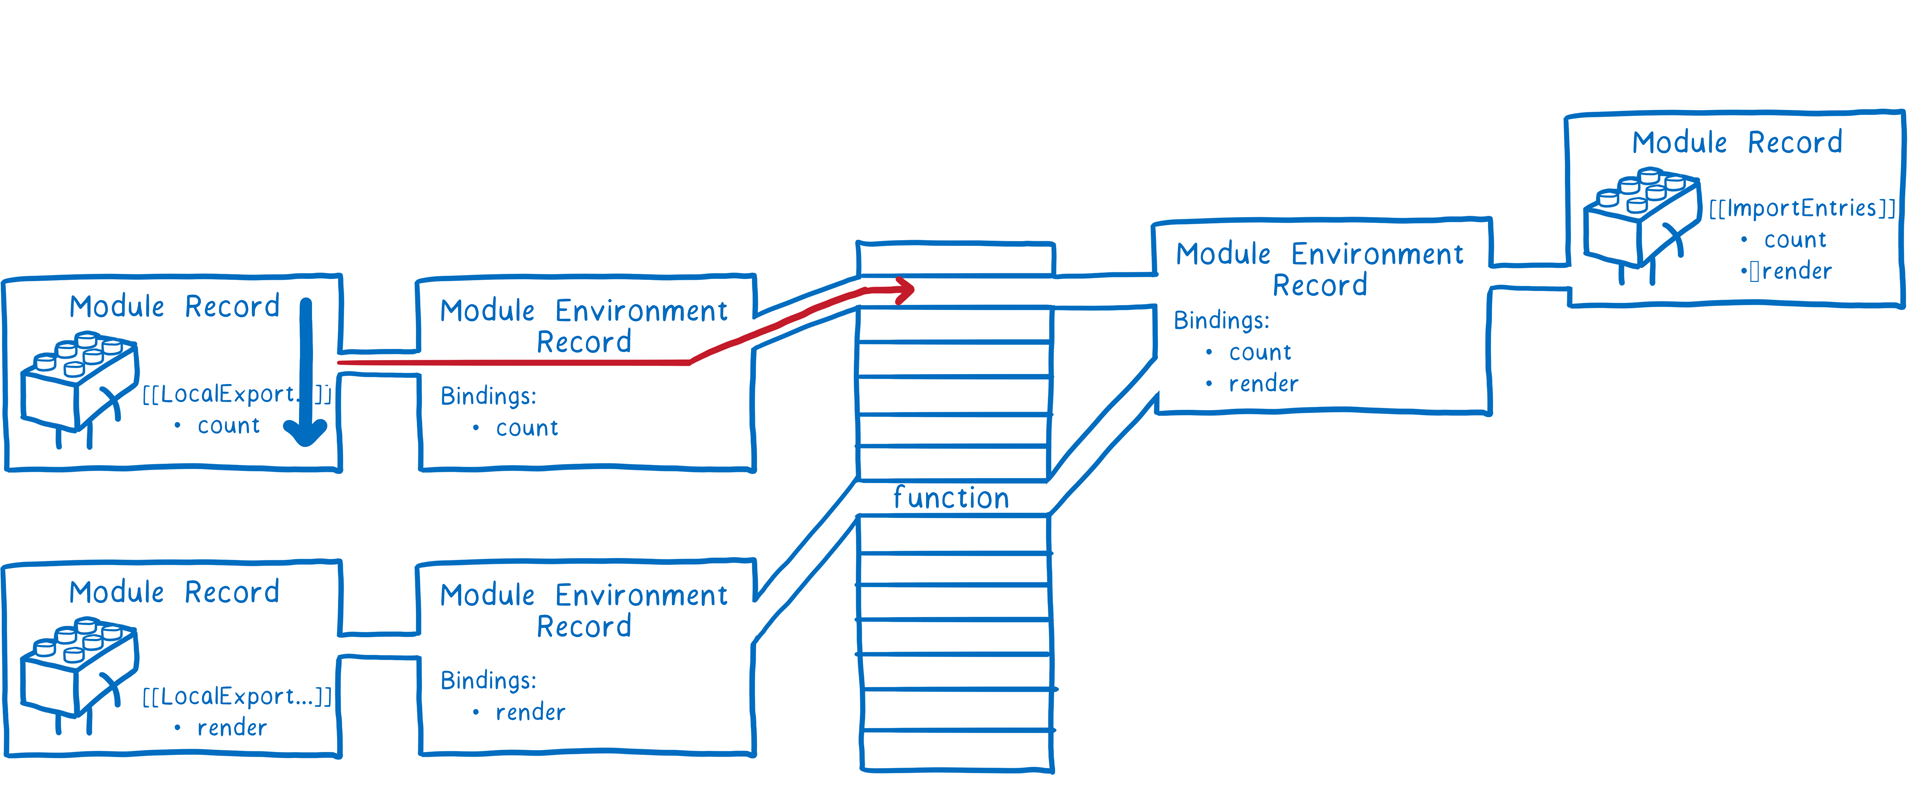 Module Record
[[LocalExport...]]
• count
Module Environment
Record
Bindings:
• count
Module Record
[[LocalExport...]]
• render
Module Environment
Record
Bindings:
• render
function
Module Environment
Record
Bindings:
• count
• render
Module Record
[[ImportEntries]]
• count
• render